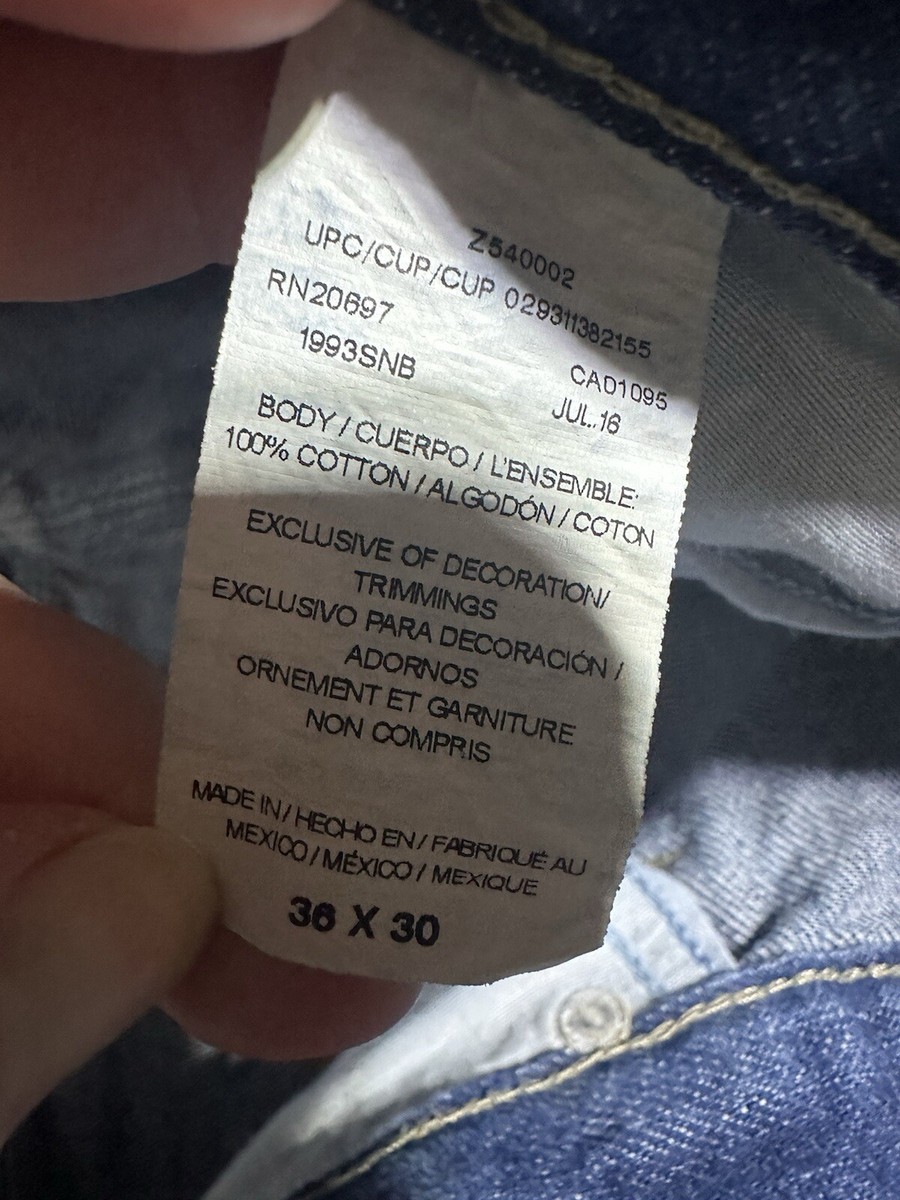 Z540002
UPC/CUP/CUP 029311382155
RN20697 CA01095
1993SNB JUL.16
BODY / CUERPO / L'ENSEMBLE:
100% COTTON / ALGODÓN / COTON
EXCLUSIVE OF DECORATION/
TRIMMINGS
EXCLUSIVO PARA DECORACIÓN /
ADORNOS
ORNEMENT ET GARNITURE
NON COMPRIS
MADE IN / HECHO EN / FABRIQUÉ AU
MEXICO / MÉXICO / MEXIQUE
36 X 30